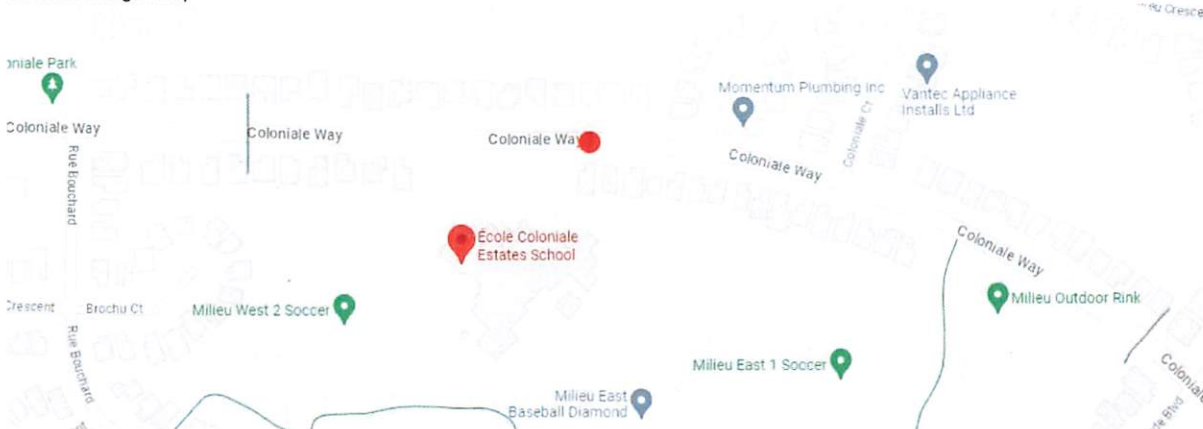 Coloniale Park
Momentum Plumbing Inc
Vantec Appliance
Installs Ltd
Coloniale Way
Coloniale Way
Coloniale Way
Coloniale Ct
Coloniale Way
Rue Bouchard
École Coloniale
Estates School
Coloniale Way
Crescent
Brochu Ct
Milieu West 2 Soccer
Milieu Outdoor Rink
Rue Bouchard
Milieu East 1 Soccer
Milieu East
Baseball Diamond